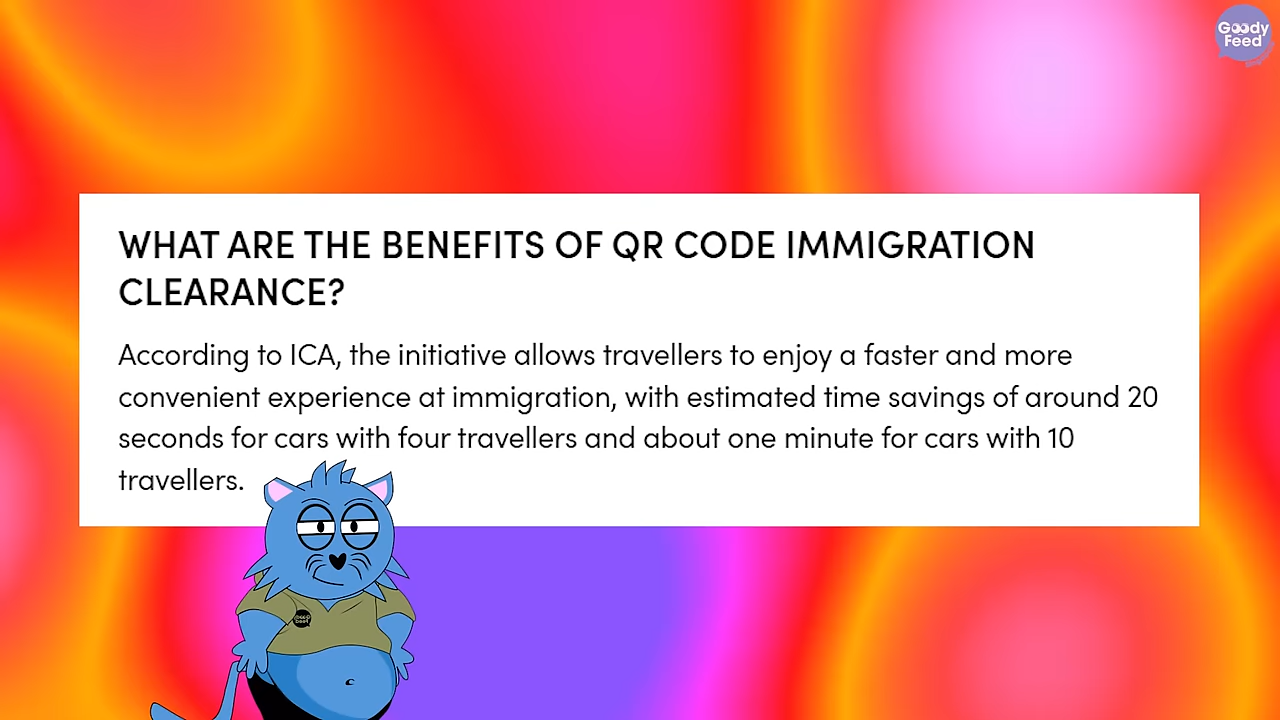 Goody
Feed
WHAT ARE THE BENEFITS OF QR CODE IMMIGRATION
CLEARANCE?
According to ICA, the initiative allows travellers to enjoy a faster and more
convenient experience at immigration, with estimated time savings of around 20
seconds for cars with four travellers and about one minute for cars with 10
travellers.